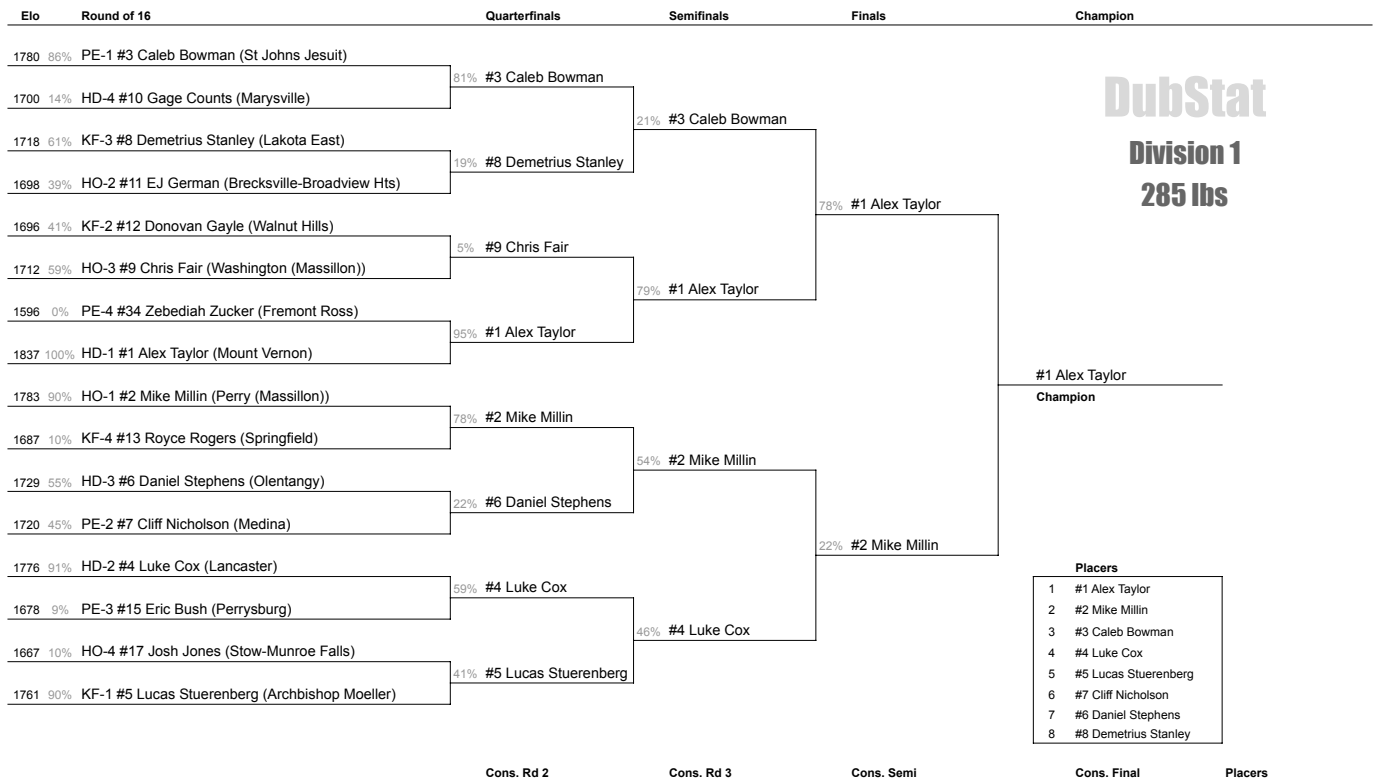 Elo Round of 16 Quarterfinals Semifinals Finals Champion
1780 86% PE-1 #3 Caleb Bowman (St Johns Jesuit)
81% #3 Caleb Bowman
1700 14% HD-4 #10 Gage Counts (Marysville)
21% #3 Caleb Bowman
1718 61% KF-3 #8 Demetrius Stanley (Lakota East)
19% #8 Demetrius Stanley
1698 39% HO-2 #11 EJ German (Brecksville-Broadview Hts)
78% #1 Alex Taylor
1696 41% KF-2 #12 Donovan Gayle (Walnut Hills)
5% #9 Chris Fair
1712 59% HO-3 #9 Chris Fair (Washington (Massillon))
79% #1 Alex Taylor
1596 0% PE-4 #34 Zebediah Zucker (Fremont Ross)
95% #1 Alex Taylor
1837 100% HD-1 #1 Alex Taylor (Mount Vernon)
#1 Alex Taylor
Champion
1783 90% HO-1 #2 Mike Millin (Perry (Massillon))
78% #2 Mike Millin
1687 10% KF-4 #13 Royce Rogers (Springfield)
54% #2 Mike Millin
1729 55% HD-3 #6 Daniel Stephens (Olentangy)
22% #6 Daniel Stephens
1720 45% PE-2 #7 Cliff Nicholson (Medina)
22% #2 Mike Millin
1776 91% HD-2 #4 Luke Cox (Lancaster)
59% #4 Luke Cox
1678 9% PE-3 #15 Eric Bush (Perrysburg)
46% #4 Luke Cox
1667 10% HO-4 #17 Josh Jones (Stow-Munroe Falls)
41% #5 Lucas Stuerenberg
1761 90% KF-1 #5 Lucas Stuerenberg (Archbishop Moeller)
DubStat
Division 1
285 lbs
Placers
1 #1 Alex Taylor
2 #2 Mike Millin
3 #3 Caleb Bowman
4 #4 Luke Cox
5 #5 Lucas Stuerenberg
6 #7 Cliff Nicholson
7 #6 Daniel Stephens
8 #8 Demetrius Stanley
Cons. Rd 2 Cons. Rd 3 Cons. Semi Cons. Final Placers